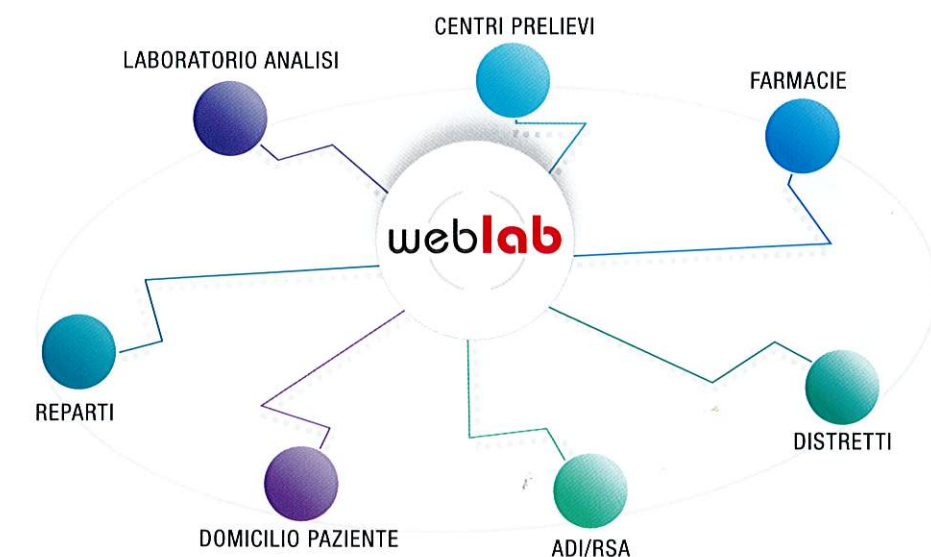 CENTRI PRELIEVI
LABORATORIO ANALISI
FARMACIE
weblab
REPARTI
DISTRETTI
DOMICILIO PAZIENTE
ADI/RSA